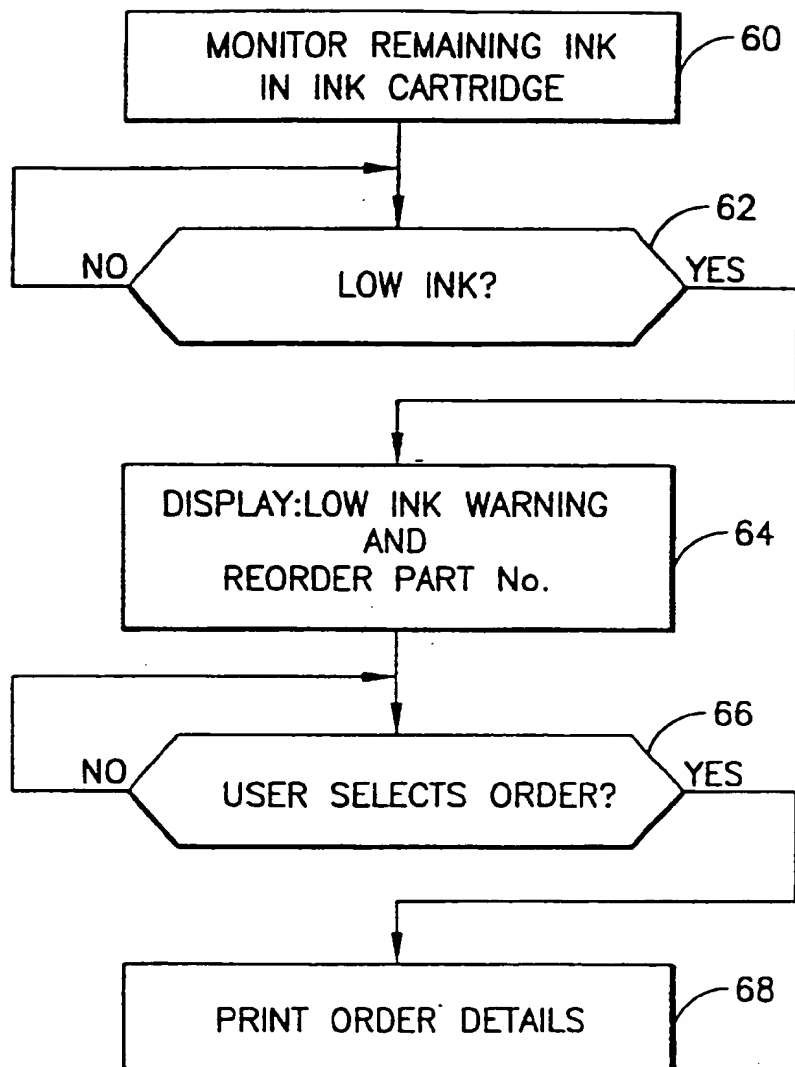 MONITOR REMAINING INK
IN INK CARTRIDGE
60
62
NO
LOW INK?
YES
DISPLAY:LOW INK WARNING
AND
REORDER PART No.
64
66
NO
USER SELECTS ORDER?
YES
PRINT ORDER DETAILS
68